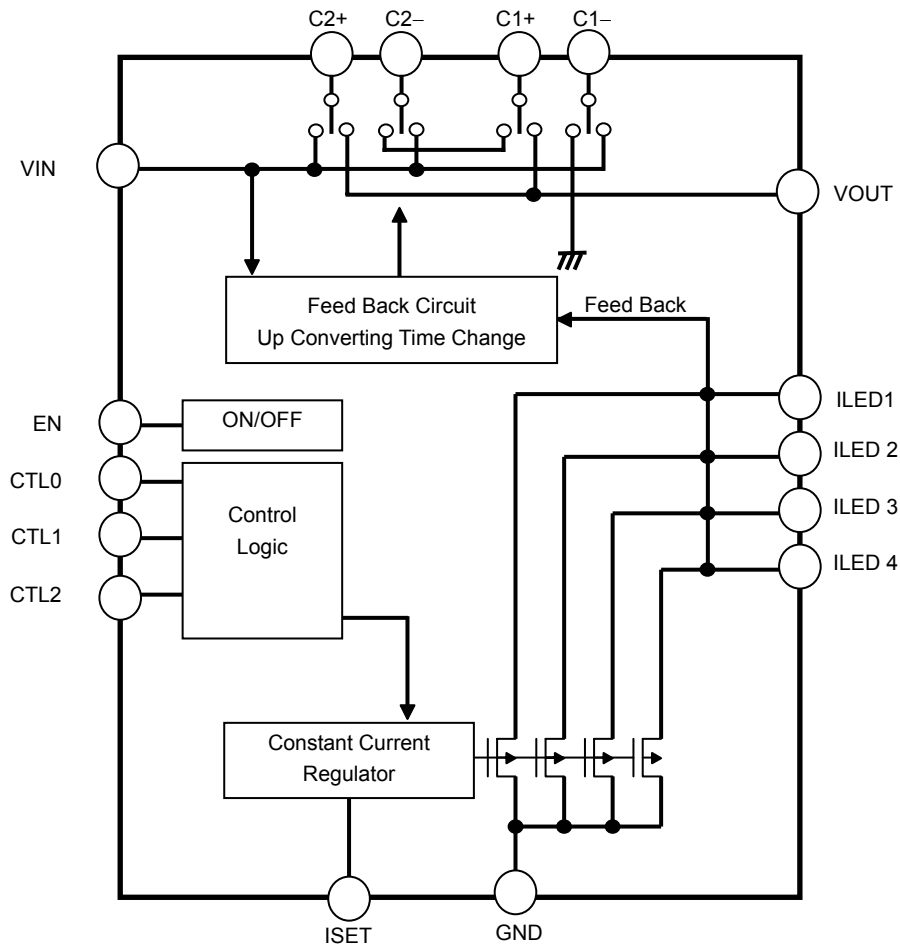 C2+ C2− C1+ C1−
VIN
VOUT
Feed Back Circuit
Up Converting Time Change
Feed Back
ILED1
EN
ON/OFF
ILED 2
CTL0
Control
Logic
ILED 3
CTL1
ILED 4
CTL2
Constant Current
Regulator
ISET
GND